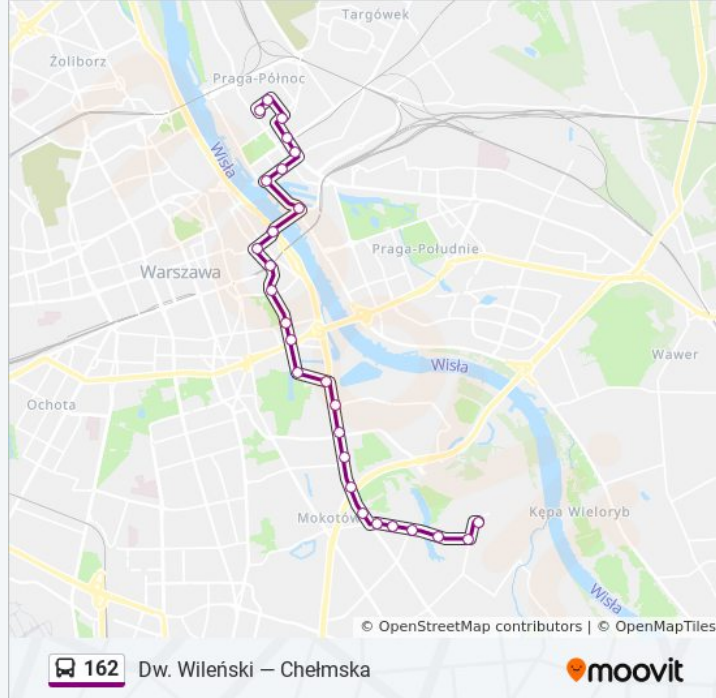 Targówek
Żoliborz
Praga-Północ
Wisła
Praga-Południe
Warszawa
Wisła
Wawer
Ochota
Mokotów
Kępa Wieloryb
Wisła
© OpenStreetMap contributors | © OpenMapTiles
162 Dw. Wileński — Chełmska
moovit